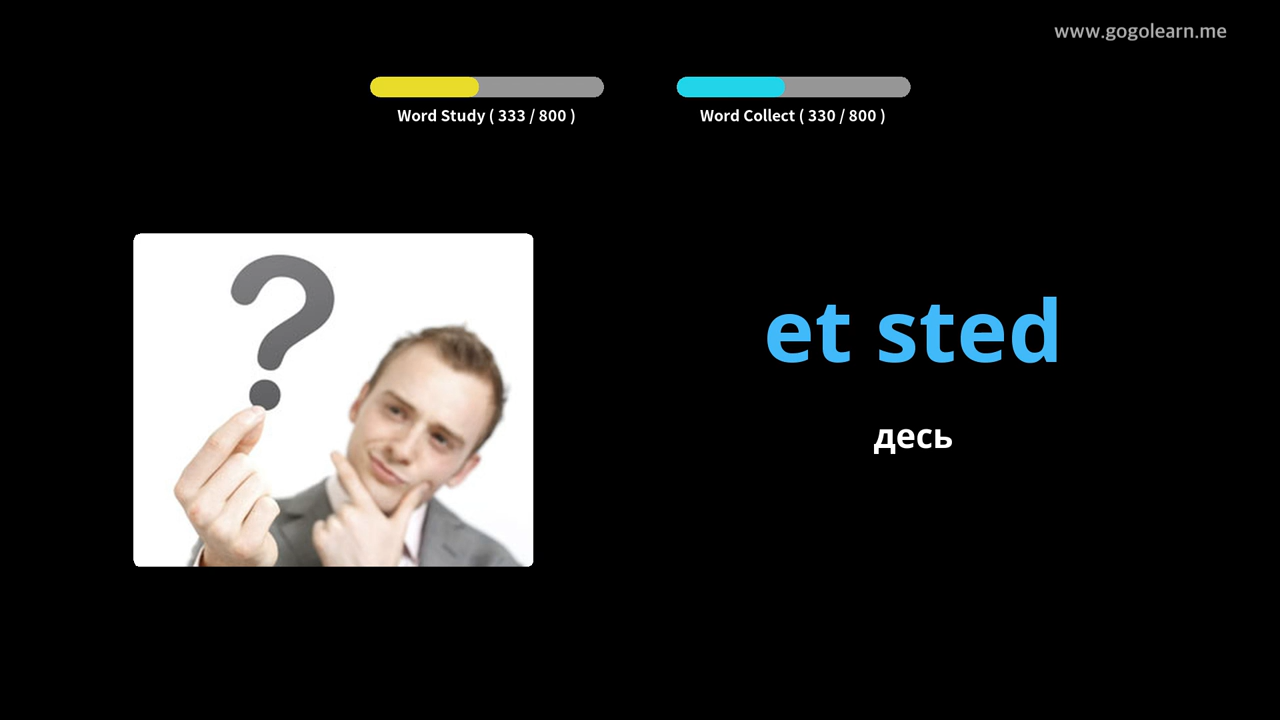 www.gogolearn.me
Word Study ( 333 / 800 )
Word Collect ( 330 / 800 )
et sted
десь